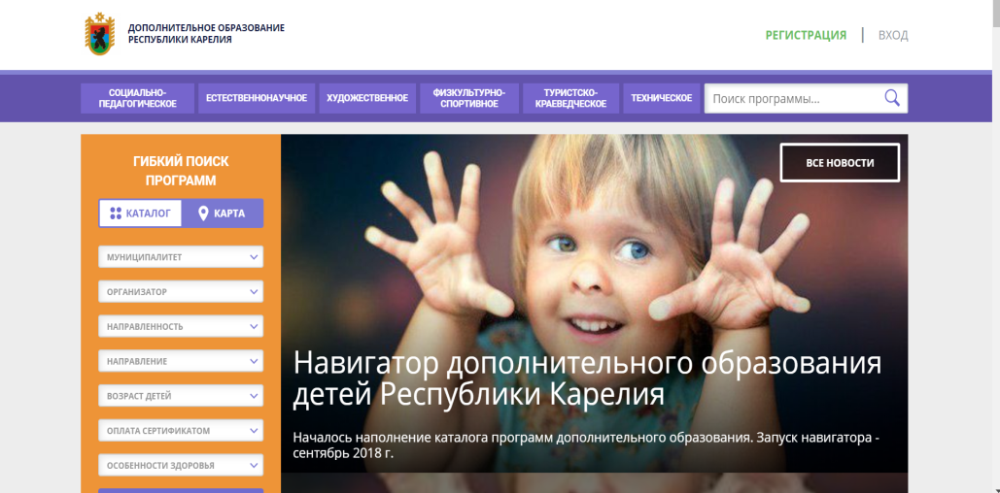 ДОПОЛНИТЕЛЬНОЕ ОБРАЗОВАНИЕ
РЕСПУБЛИКИ КАРЕЛИЯ
РЕГИСТРАЦИЯ | ВХОД
СОЦИАЛЬНО-
ПЕДАГОГИЧЕСКОЕ
ЕСТЕСТВЕННОНАУЧНОЕ
ХУДОЖЕСТВЕННОЕ
ФИЗКУЛЬТУРНО-
СПОРТИВНОЕ
ТУРИСТСКО-
КРАЕВЕДЧЕСКОЕ
ТЕХНИЧЕСКОЕ
Поиск программы...
ГИБКИЙ ПОИСК
ПРОГРАММ
КАТАЛОГ
КАРТА
МУНИЦИПАЛИТЕТ
ОРГАНИЗАТОР
НАПРАВЛЕННОСТЬ
НАПРАВЛЕНИЕ
ВОЗРАСТ ДЕТЕЙ
ОПЛАТА СЕРТИФИКАТОМ
ОСОБЕННОСТИ ЗДОРОВЬЯ
ВСЕ НОВОСТИ
Навигатор дополнительного образования
детей Республики Карелия
Началось наполнение каталога программ дополнительного образования. Запуск навигатора -
сентябрь 2018 г.